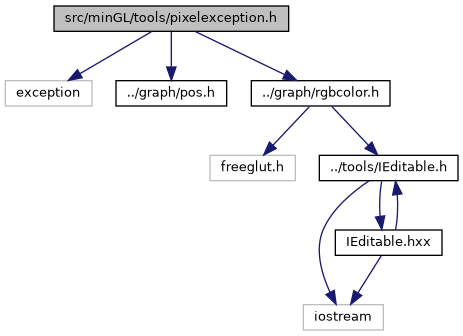 src/minGL/tools/pixelexception.h
exception
../graph/pos.h
../graph/rgbcolor.h
freeglut.h
../tools/IEditable.h
IEditable.hxx
iostream